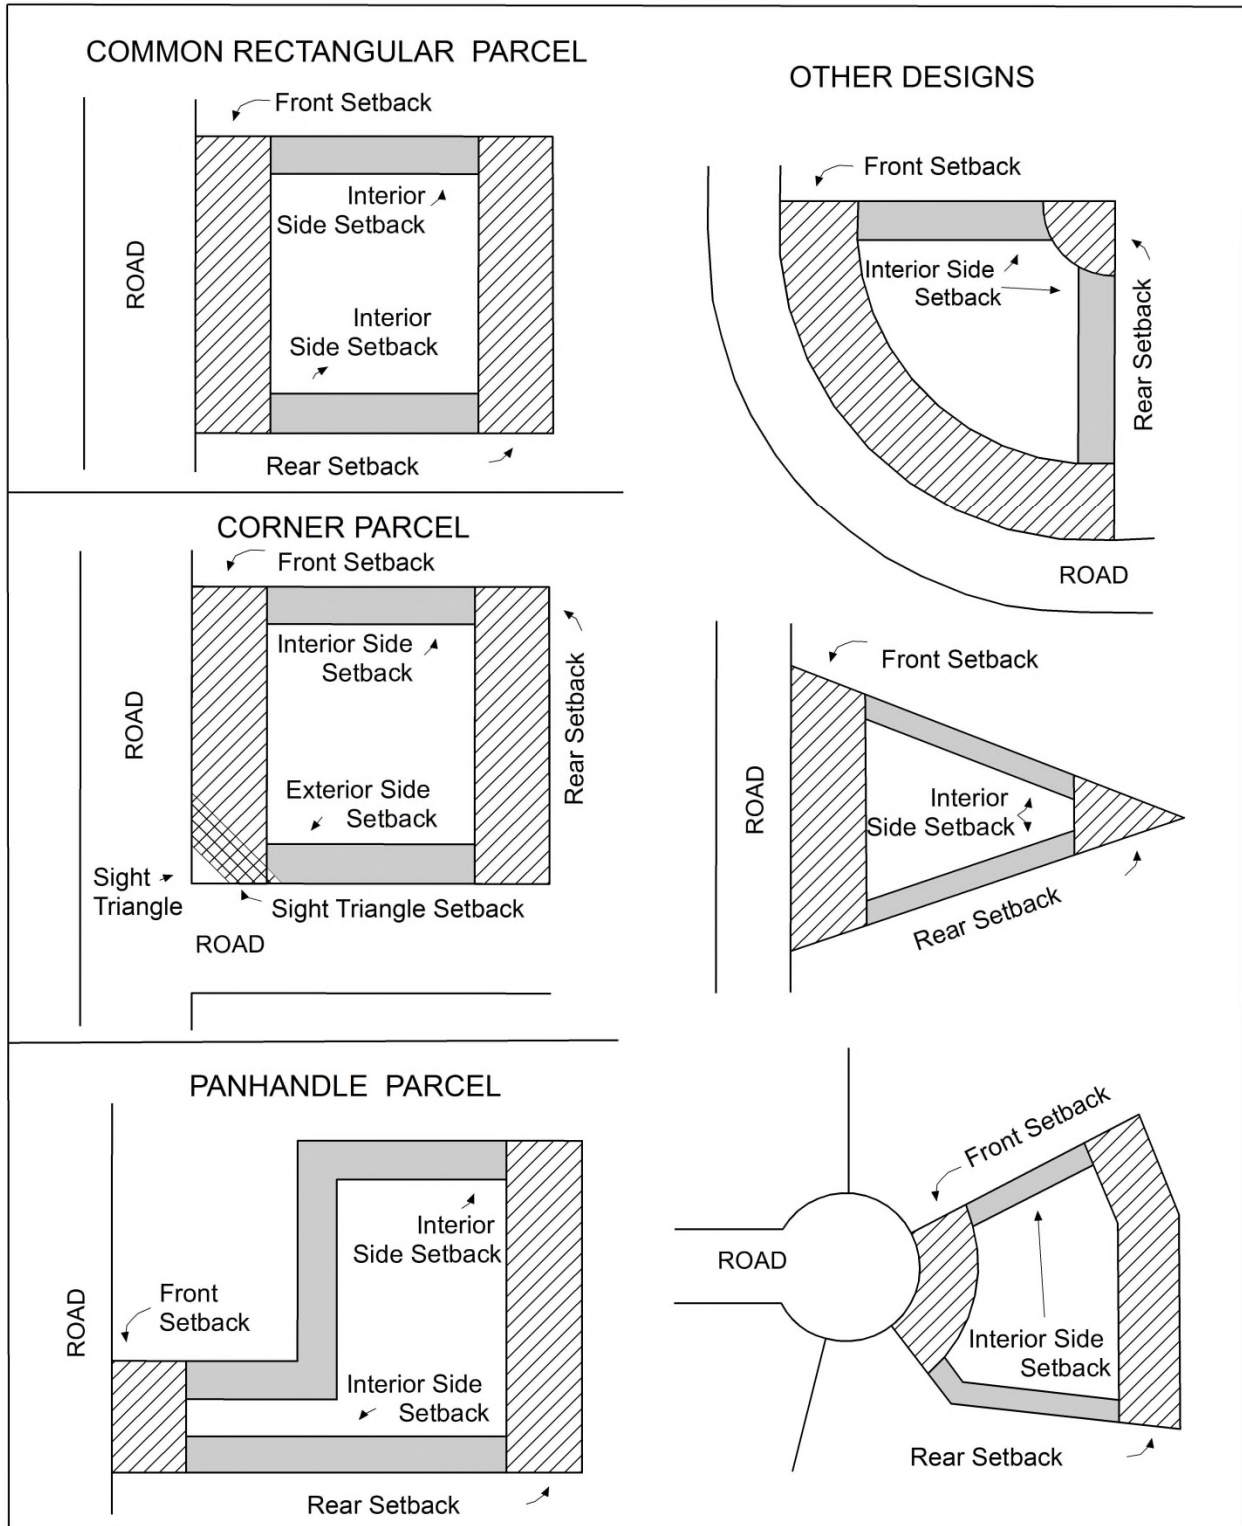 COMMON RECTANGULAR PARCEL
Front Setback
Interior
Side Setback
ROAD
Interior
Side Setback
Rear Setback
CORNER PARCEL
Front Setback
Interior Side
Setback
ROAD
Rear Setback
Exterior Side
Setback
Sight
Triangle
Sight Triangle Setback
ROAD
PANHANDLE PARCEL
Interior
Side Setback
Front
Setback
ROAD
Interior Side
Setback
Rear Setback
OTHER DESIGNS
Front Setback
Interior Side
Setback
Rear Setback
ROAD
Front Setback
ROAD
Interior
Side Setback
Rear Setback
Front Setback
ROAD
Interior Side
Setback
Rear Setback